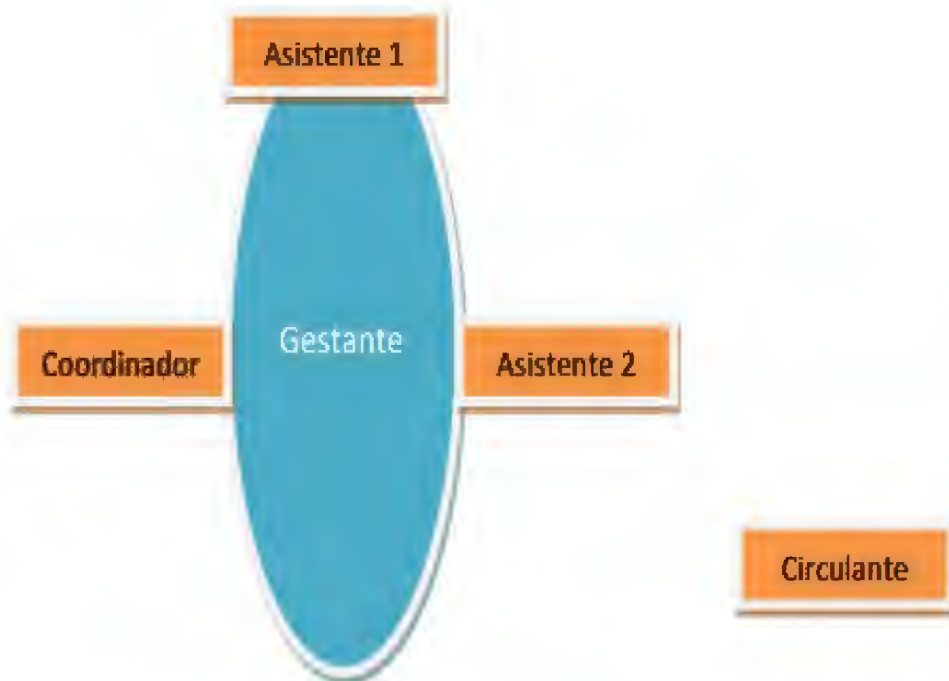 Asistente 1
Gestante
Coordinador
Asistente 2
Circulante